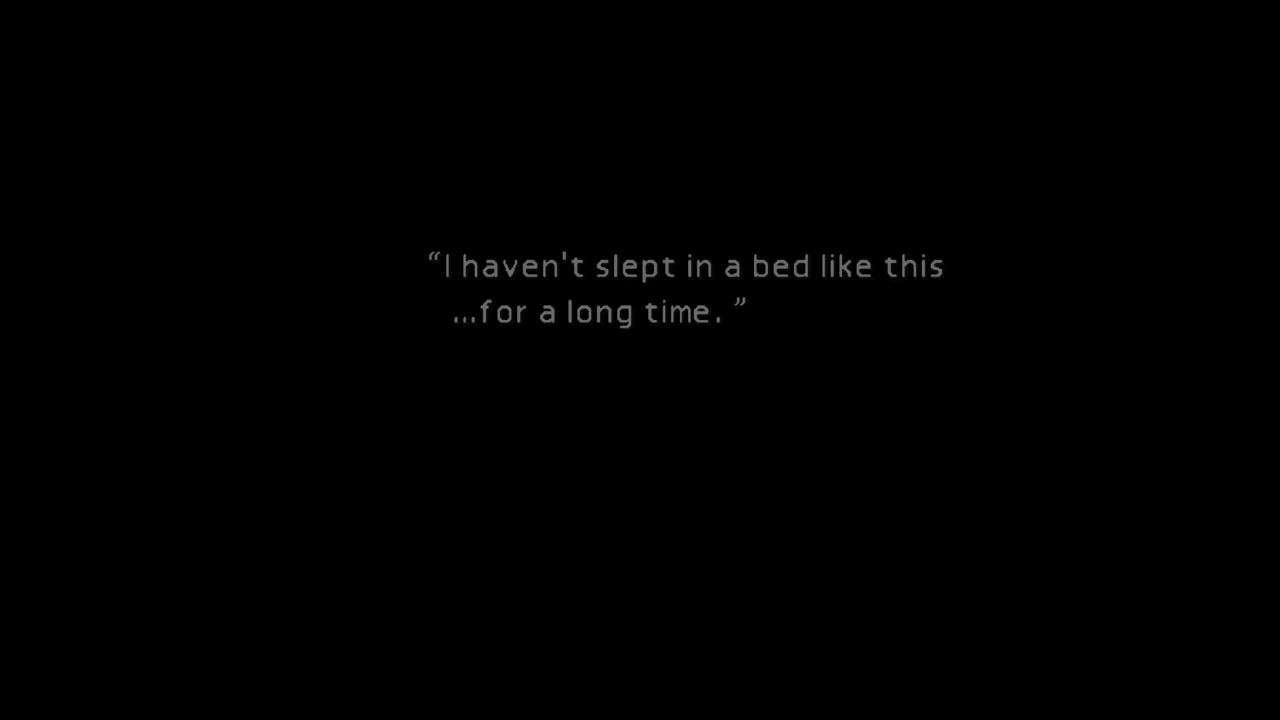 “I haven't slept in a bed like this
...for a long time. ”